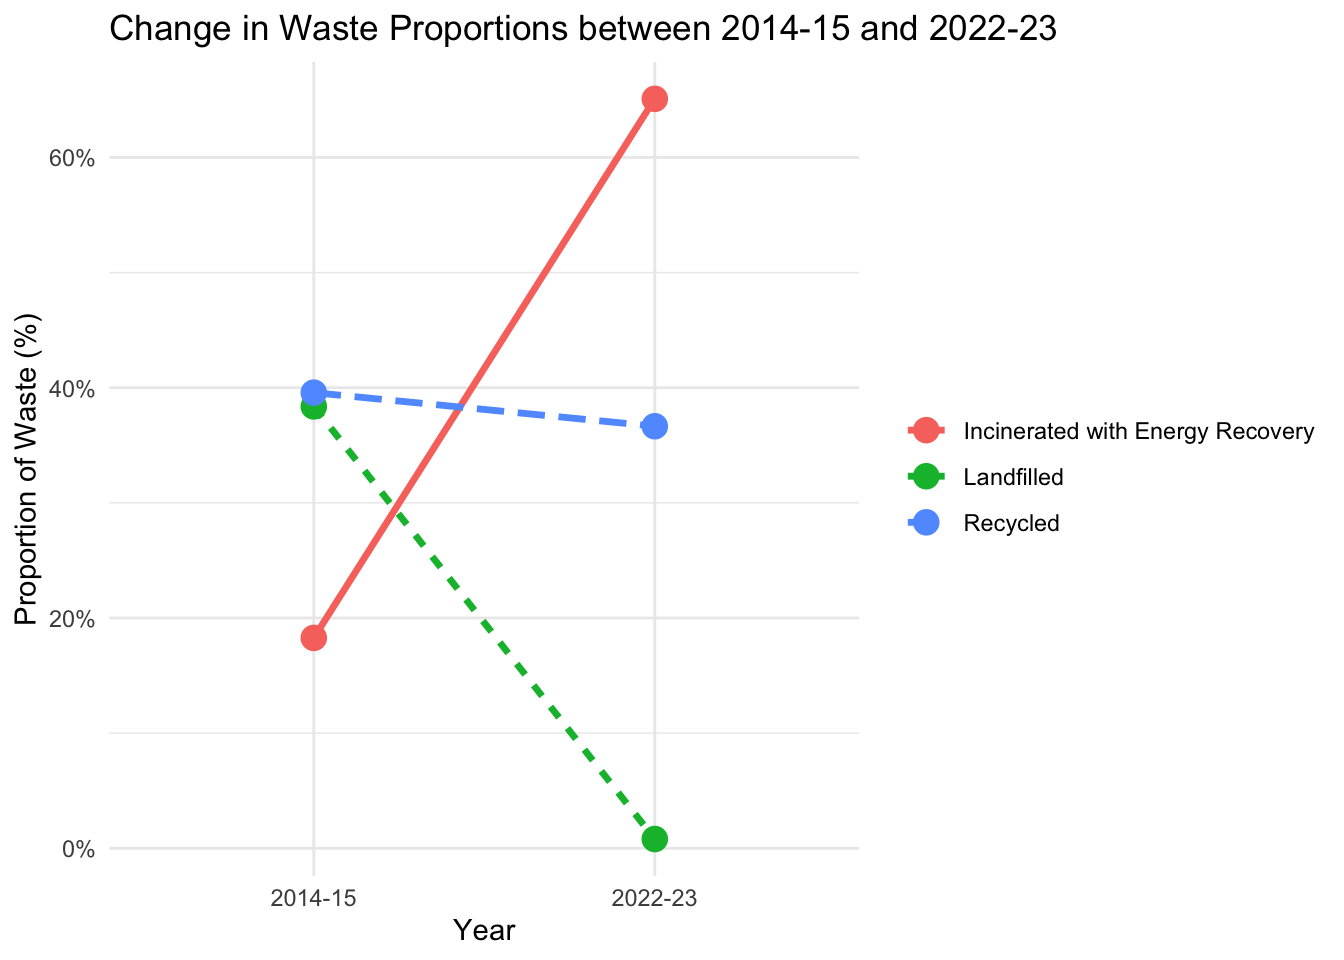 Change in Waste Proportions between 2014-15 and 2022-23
Proportion of Waste (%)
60%
40%
20%
0%
2014-15
2022-23
Year
Incinerated with Energy Recovery
Landfilled
Recycled